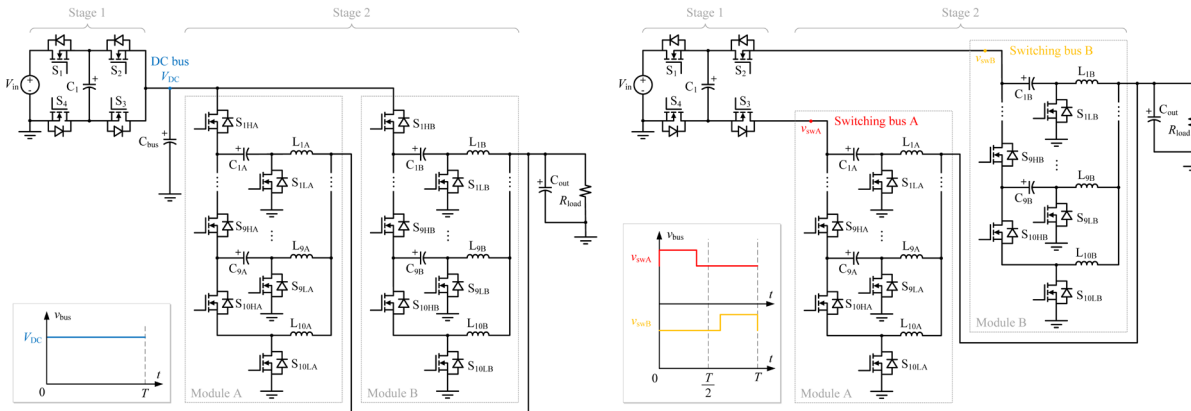 Stage 1
Stage 2
DC bus
V_DC
S_1
S_2
V_in
C_1
S_4
S_3
C_bus
S_1HA
S_1HB
L_1A
L_1B
C_1A
C_1B
S_1LA
S_1LB
C_out
R_load
S_9HA
S_9HB
L_9A
L_9B
C_9A
C_9B
S_9LA
S_9LB
S_10HA
S_10HB
L_10A
L_10B
S_10LA
S_10LB
Module A
Module B
v_bus
V_DC
t
0
T
Stage 1
Stage 2
Switching bus B
v_swB
S_1
S_2
V_in
C_1
S_4
S_3
L_1B
C_1B
S_1LB
C_out
R_load
Switching bus A
v_swA
S_9HB
L_9B
C_9B
S_9LB
S_10HB
L_10B
S_10LB
Module B
L_1A
C_1A
S_1LA
S_9HA
L_9A
C_9A
S_9LA
S_10HA
L_10A
S_10LA
Module A
v_bus
v_swA
t
v_swB
t
0
T/2
T